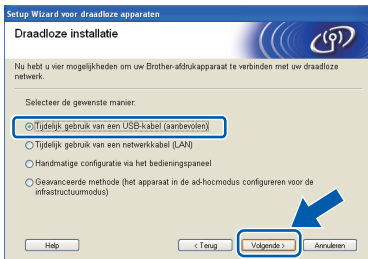 Setup Wizard voor draadloze apparaten
Draadloze installatie
Nu hebt u vier mogelijkheden om uw Brother-afdrukapparaat te verbinden met uw draadloze
netwerk.
Selecteer de gewenste manier:
Tijdelijk gebruik van een USB-kabel (aanbevolen)
Tijdelijk gebruik van een netwerkkabel (LAN)
Handmatige configuratie via het bedieningspaneel
Geavanceerde methode (het apparaat in de ad-hocmodus configureren voor de
infrastructuurmodus)
Help
< Terug
Volgende >
Annuleren